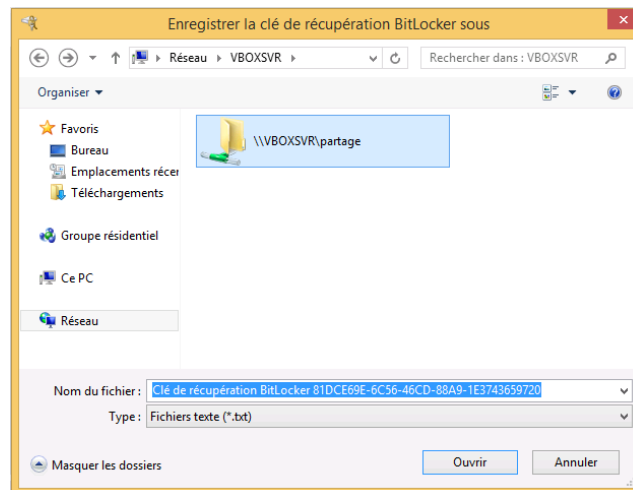 Enregistrer la clé de récupération BitLocker sous
Réseau VBOXSVR
Rechercher dans : VBOXSVR
Organiser
Favoris
Bureau
Emplacements récer
Téléchargements
Groupe résidentiel
Ce PC
Réseau
\\VBOXSVR\partage
Nom du fichier : Clé de récupération BitLocker 81DCE69E-6C56-46CD-88A9-1E3743659720
Type : Fichiers texte (*.txt)
Masquer les dossiers
Ouvrir
Annuler